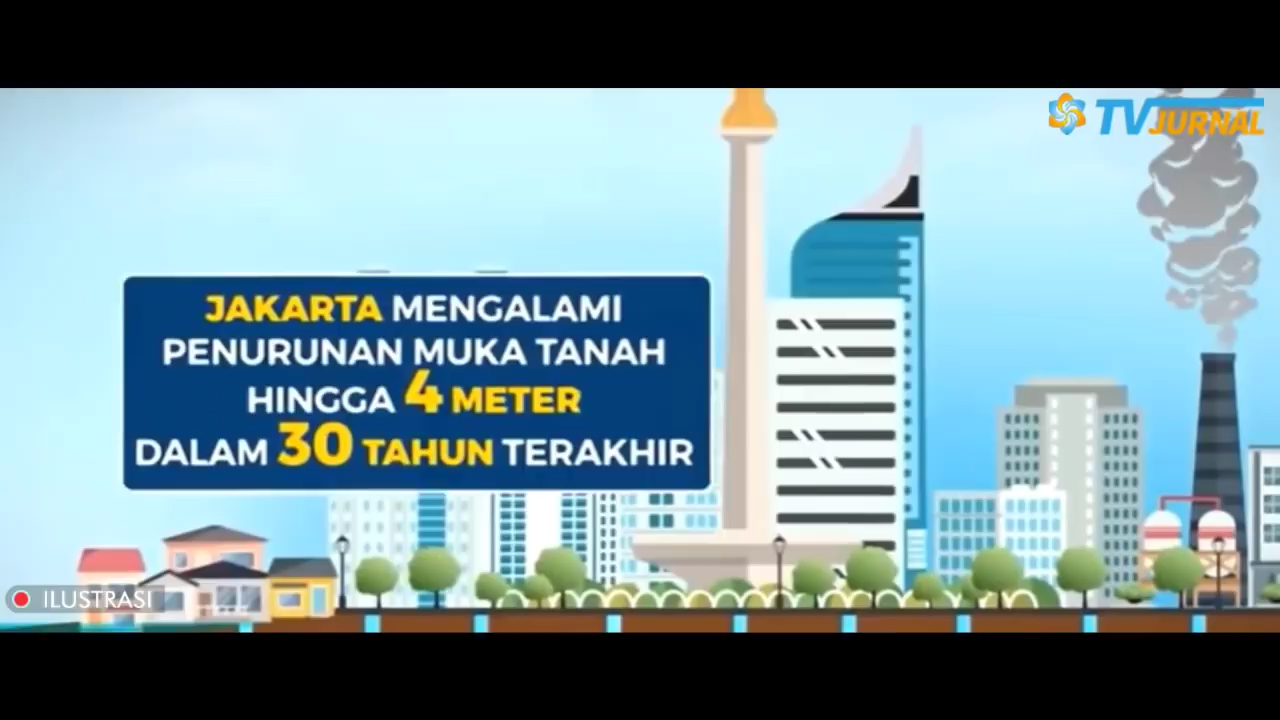 TV JURNAL
JAKARTA MENGALAMI
PENURUNAN MUKA TANAH
HINGGA 4 METER
DALAM 30 TAHUN TERAKHIR
ILUSTRASI